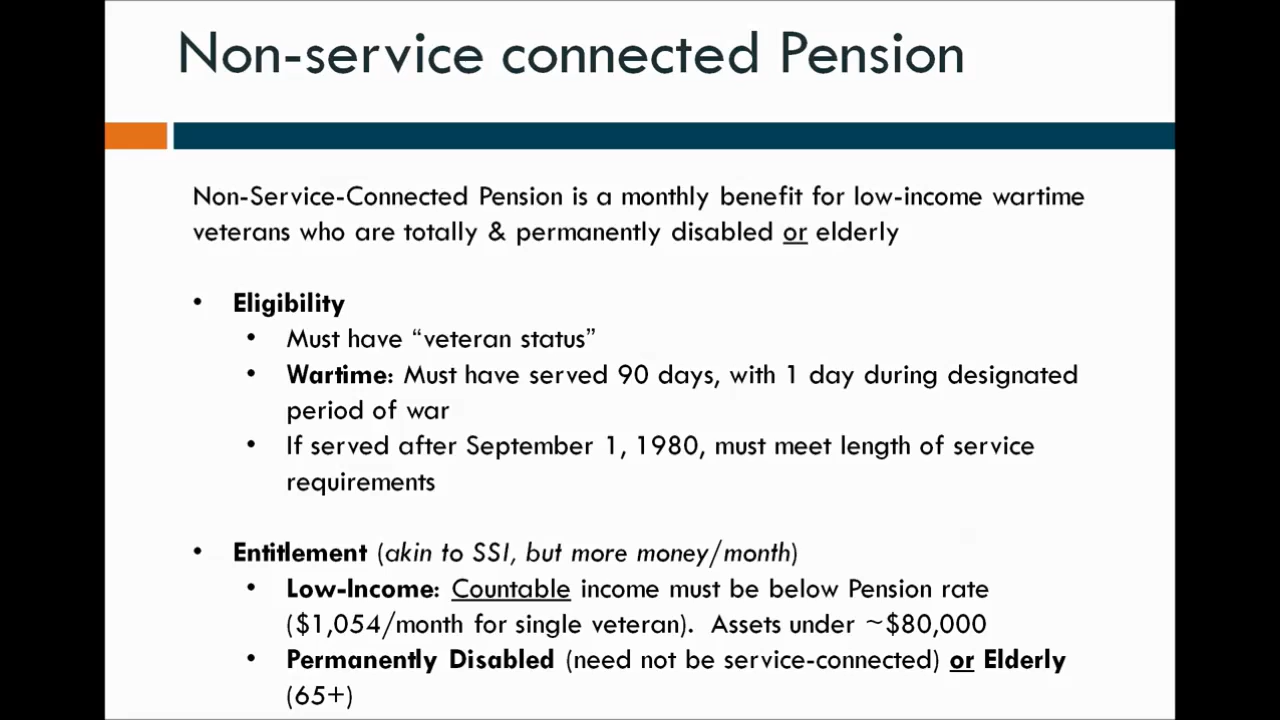 Non-service connected Pension
Non-Service-Connected Pension is a monthly benefit for low-income wartime
veterans who are totally & permanently disabled or elderly
• Eligibility
• Must have “veteran status”
• Wartime: Must have served 90 days, with 1 day during designated
period of war
• If served after September 1, 1980, must meet length of service
requirements
• Entitlement (akin to SSI, but more money/month)
• Low-Income: Countable income must be below Pension rate
($1,054/month for single veteran). Assets under ~$80,000
• Permanently Disabled (need not be service-connected) or Elderly
(65+)